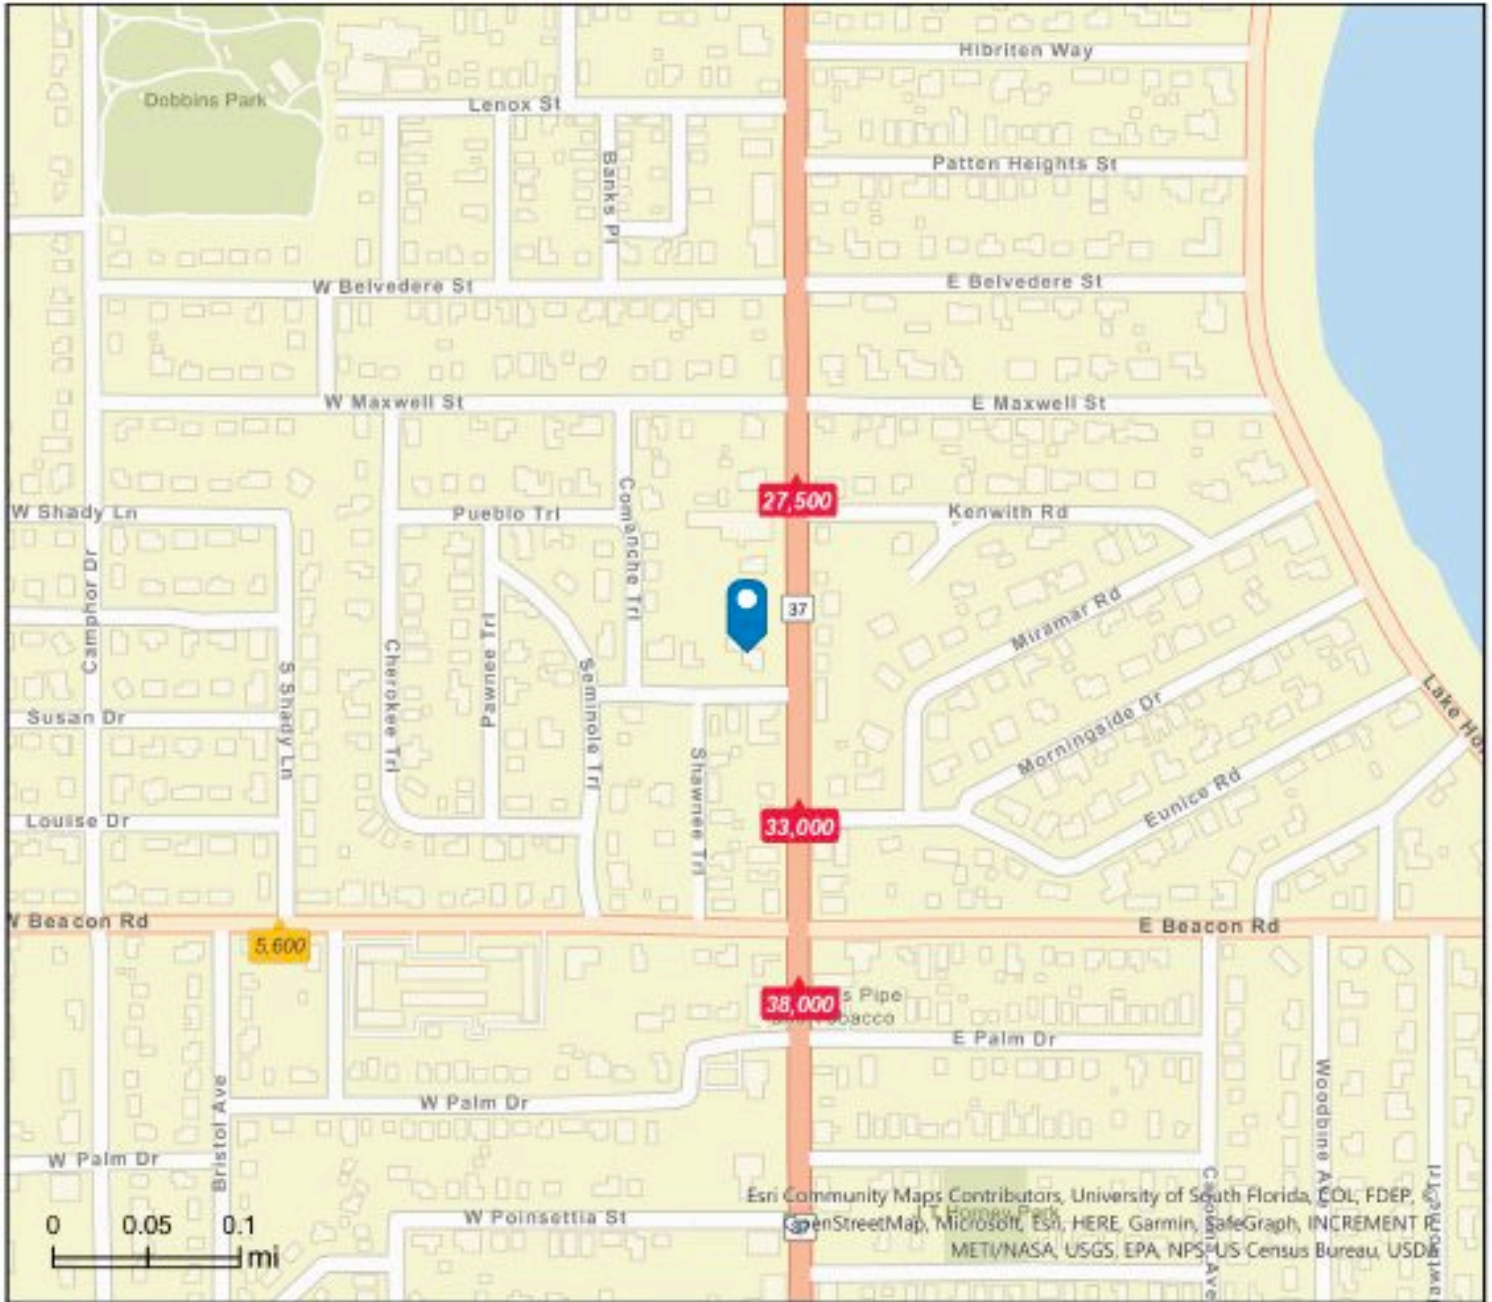 Hibriten Way
Dobbins Park
Lenox St
Banks Pl
Patten Heights St
W Belvedere St
E Belvedere St
W Maxwell St
E Maxwell St
27,500
W Shady Ln
Pueblo Trl
Comanche Trl
Kenwith Rd
Camphor Dr
37
Miramar Rd
Cherokee Trl
Pawnee Trl
Seminole Trl
S Shady Ln
Susan Dr
Morningside Dr
Lake Ho
Shawnee Trl
Eunice Rd
Louise Dr
33,000
W Beacon Rd
E Beacon Rd
5,600
38,000
s Pipe
bacco
E Palm Dr
Bristol Ave
W Palm Dr
Woodbine A
W Palm Dr
W Poinsettia St
Park
0 0.05 0.1
mi
Esri Community Maps Contributors, University of South Florida, COL, FDEP, ©
OpenStreetMap, Microsoft, Esri, HERE, Garmin, SafeGraph, INCREMENT P,
METI/NASA, USGS, EPA, NPS, US Census Bureau, USDA